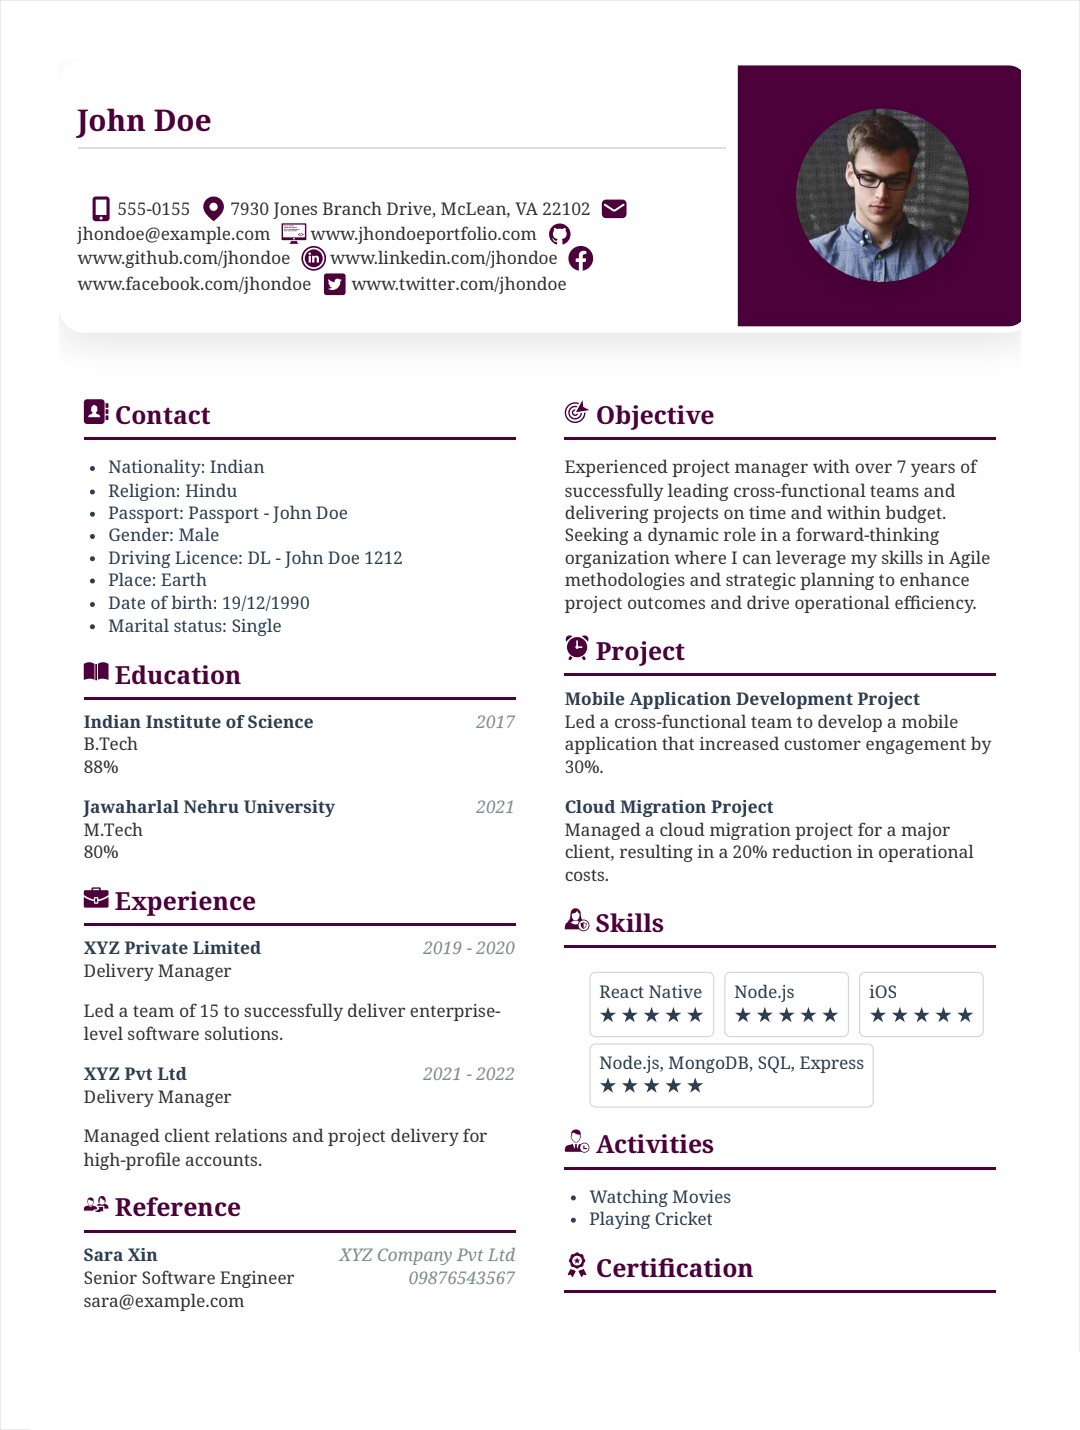 John Doe
555-0155 7930 Jones Branch Drive, McLean, VA 22102
jhondoe@example.com www.jhondoeportfolio.com
www.github.com/jhondoe www.linkedin.com/jhondoe
www.facebook.com/jhondoe www.twitter.com/jhondoe
Contact
Nationality: Indian
Religion: Hindu
Passport: Passport - John Doe
Gender: Male
Driving Licence: DL - John Doe 1212
Place: Earth
Date of birth: 19/12/1990
Marital status: Single
Education
Indian Institute of Science 2017
B.Tech
88%
Jawaharlal Nehru University 2021
M.Tech
80%
Experience
XYZ Private Limited 2019 - 2020
Delivery Manager
Led a team of 15 to successfully deliver enterprise-
level software solutions.
XYZ Pvt Ltd 2021 - 2022
Delivery Manager
Managed client relations and project delivery for
high-profile accounts.
Reference
Sara Xin XYZ Company Pvt Ltd
Senior Software Engineer 09876543567
sara@example.com
Objective
Experienced project manager with over 7 years of
successfully leading cross-functional teams and
delivering projects on time and within budget.
Seeking a dynamic role in a forward-thinking
organization where I can leverage my skills in Agile
methodologies and strategic planning to enhance
project outcomes and drive operational efficiency.
Project
Mobile Application Development Project
Led a cross-functional team to develop a mobile
application that increased customer engagement by
30%.
Cloud Migration Project
Managed a cloud migration project for a major
client, resulting in a 20% reduction in operational
costs.
Skills
React Native Node.js iOS
★★★★★ ★★★★★ ★★★★★
Node.js, MongoDB, SQL, Express
★★★★★
Activities
Watching Movies
Playing Cricket
Certification